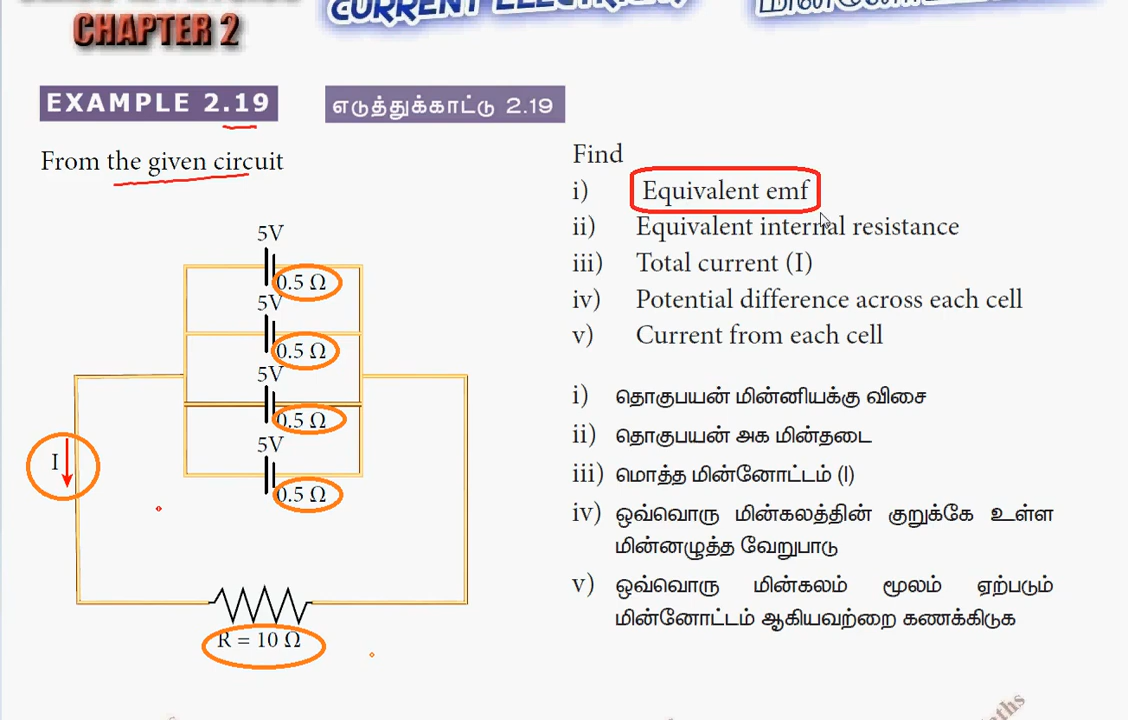 CHAPTER 2
CURRENT ELECTRICITY
EXAMPLE 2.19
எடுத்துக்காட்டு 2.19
From the given circuit
5V
0.5 Ω
5V
0.5 Ω
5V
0.5 Ω
5V
0.5 Ω
I
R = 10 Ω
Find
i) Equivalent emf
ii) Equivalent internal resistance
iii) Total current (I)
iv) Potential difference across each cell
v) Current from each cell
i) தொகுபயன் மின்னியக்கு விசை
ii) தொகுபயன் அக மின்தடை
iii) மொத்த மின்னோட்டம் (I)
iv) ஒவ்வொரு மின்கலத்தின் குறுக்கே உள்ள
மின்னழுத்த வேறுபாடு
v) ஒவ்வொரு மின்கலம் மூலம் ஏற்படும்
மின்னோட்டம் ஆகியவற்றை கணக்கிடுக